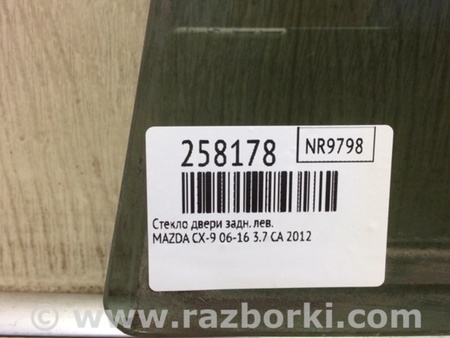 258178 NR9798
Стекло двери задн. лев.
MAZDA CX-9 06-16 3.7 CA 2012
© www.razborki.com